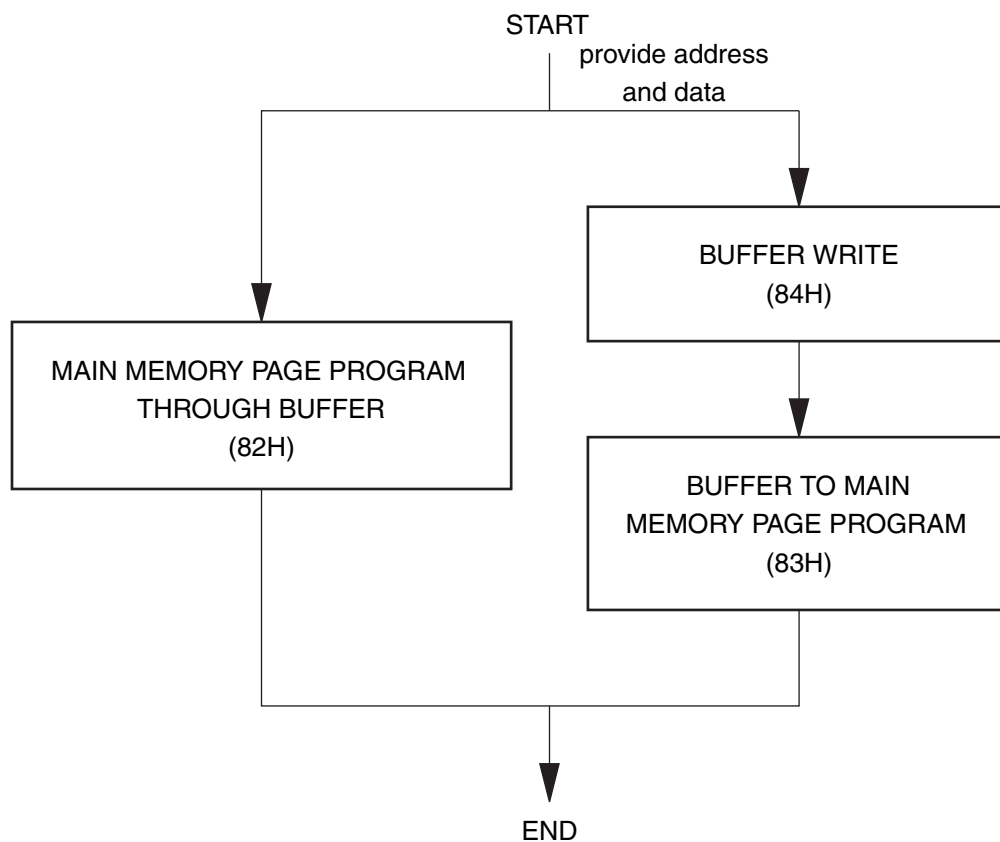 START
provide address
and data
BUFFER WRITE
(84H)
MAIN MEMORY PAGE PROGRAM
THROUGH BUFFER
(82H)
BUFFER TO MAIN
MEMORY PAGE PROGRAM
(83H)
END